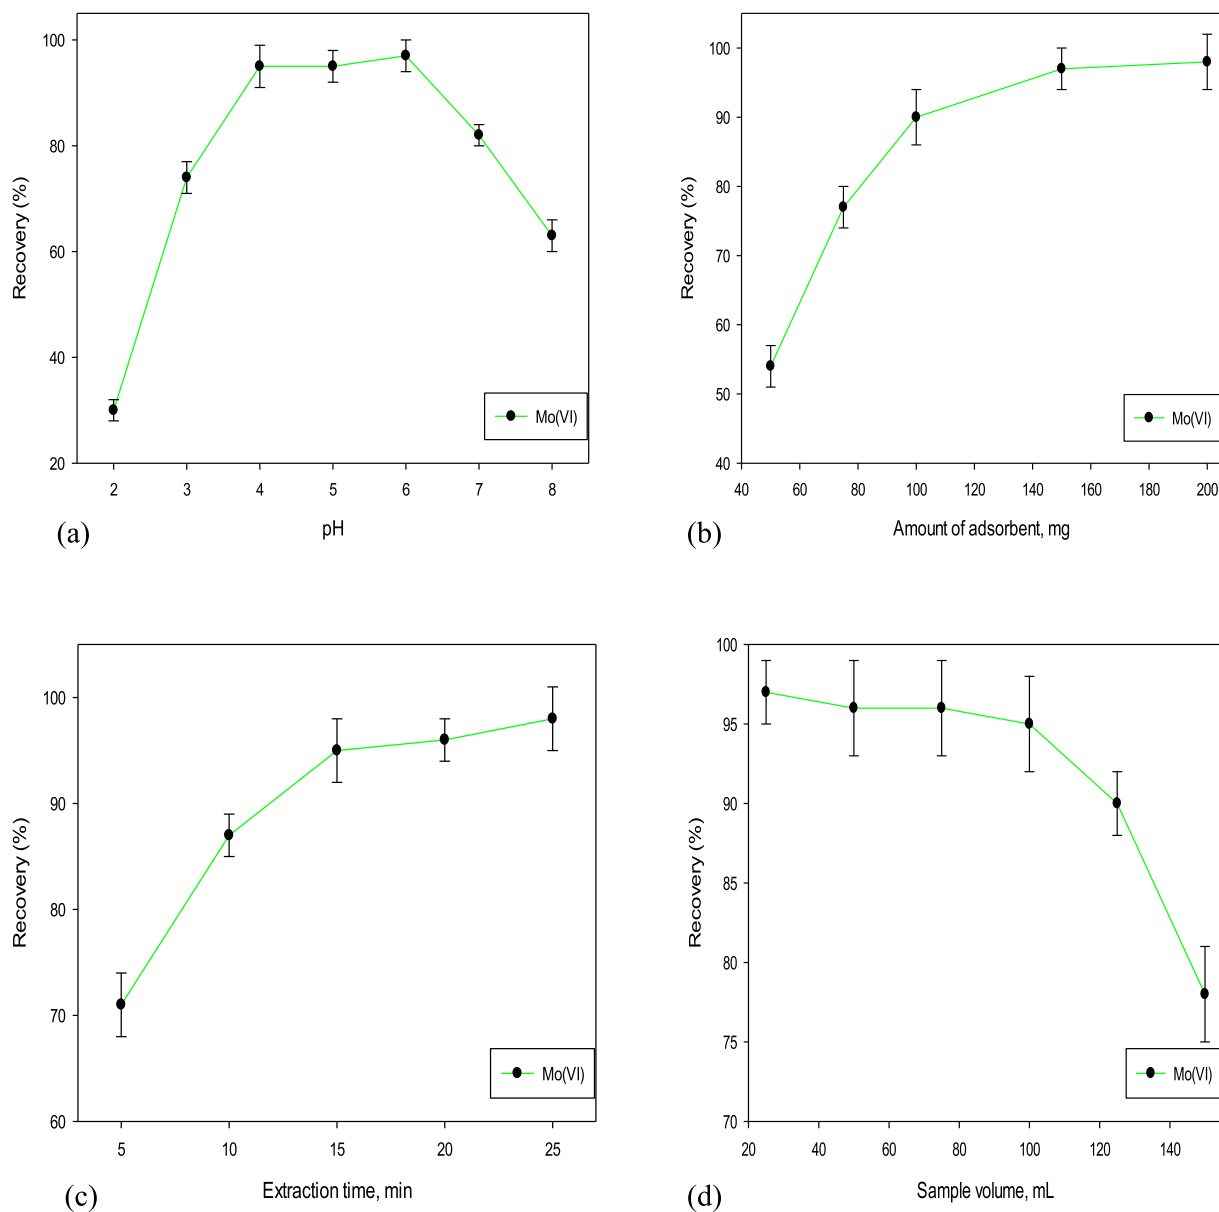 100
80
60
40
20
Recovery (%)
Mo(VI)
2 3 4 5 6 7 8
(a) pH
100
90
80
70
60
50
40
Recovery (%)
Mo(VI)
40 60 80 100 120 140 160 180 200
(b) Amount of adsorbent, mg
100
90
80
70
60
Recovery (%)
Mo(VI)
5 10 15 20 25
(c) Extraction time, min
100
95
90
85
80
75
70
Recovery (%)
Mo(VI)
20 40 60 80 100 120 140
(d) Sample volume, mL